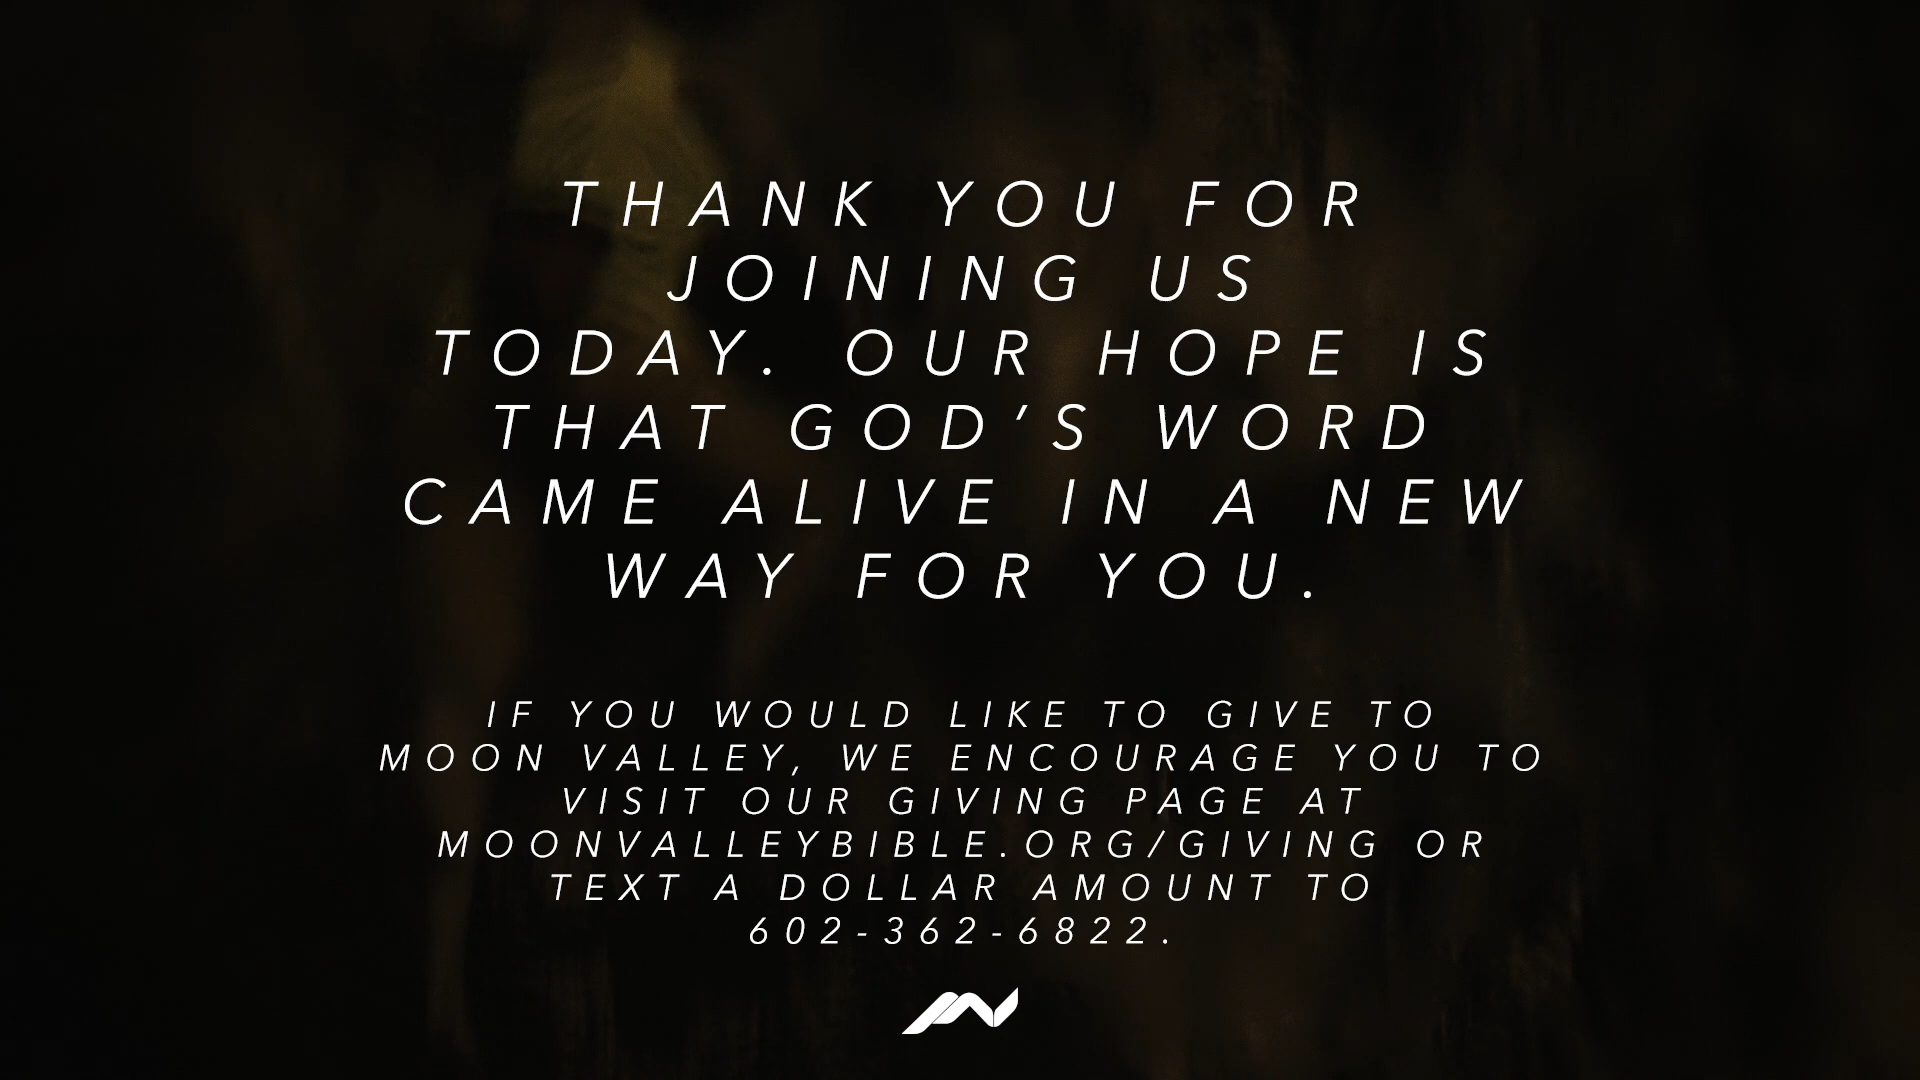 THANK YOU FOR
JOINING US
TODAY. OUR HOPE IS
THAT GOD’S WORD
CAME ALIVE IN A NEW
WAY FOR YOU.
IF YOU WOULD LIKE TO GIVE TO
MOON VALLEY, WE ENCOURAGE YOU TO
VISIT OUR GIVING PAGE AT
MOONVALLEYBIBLE.ORG/GIVING OR
TEXT A DOLLAR AMOUNT TO
602-362-6822.